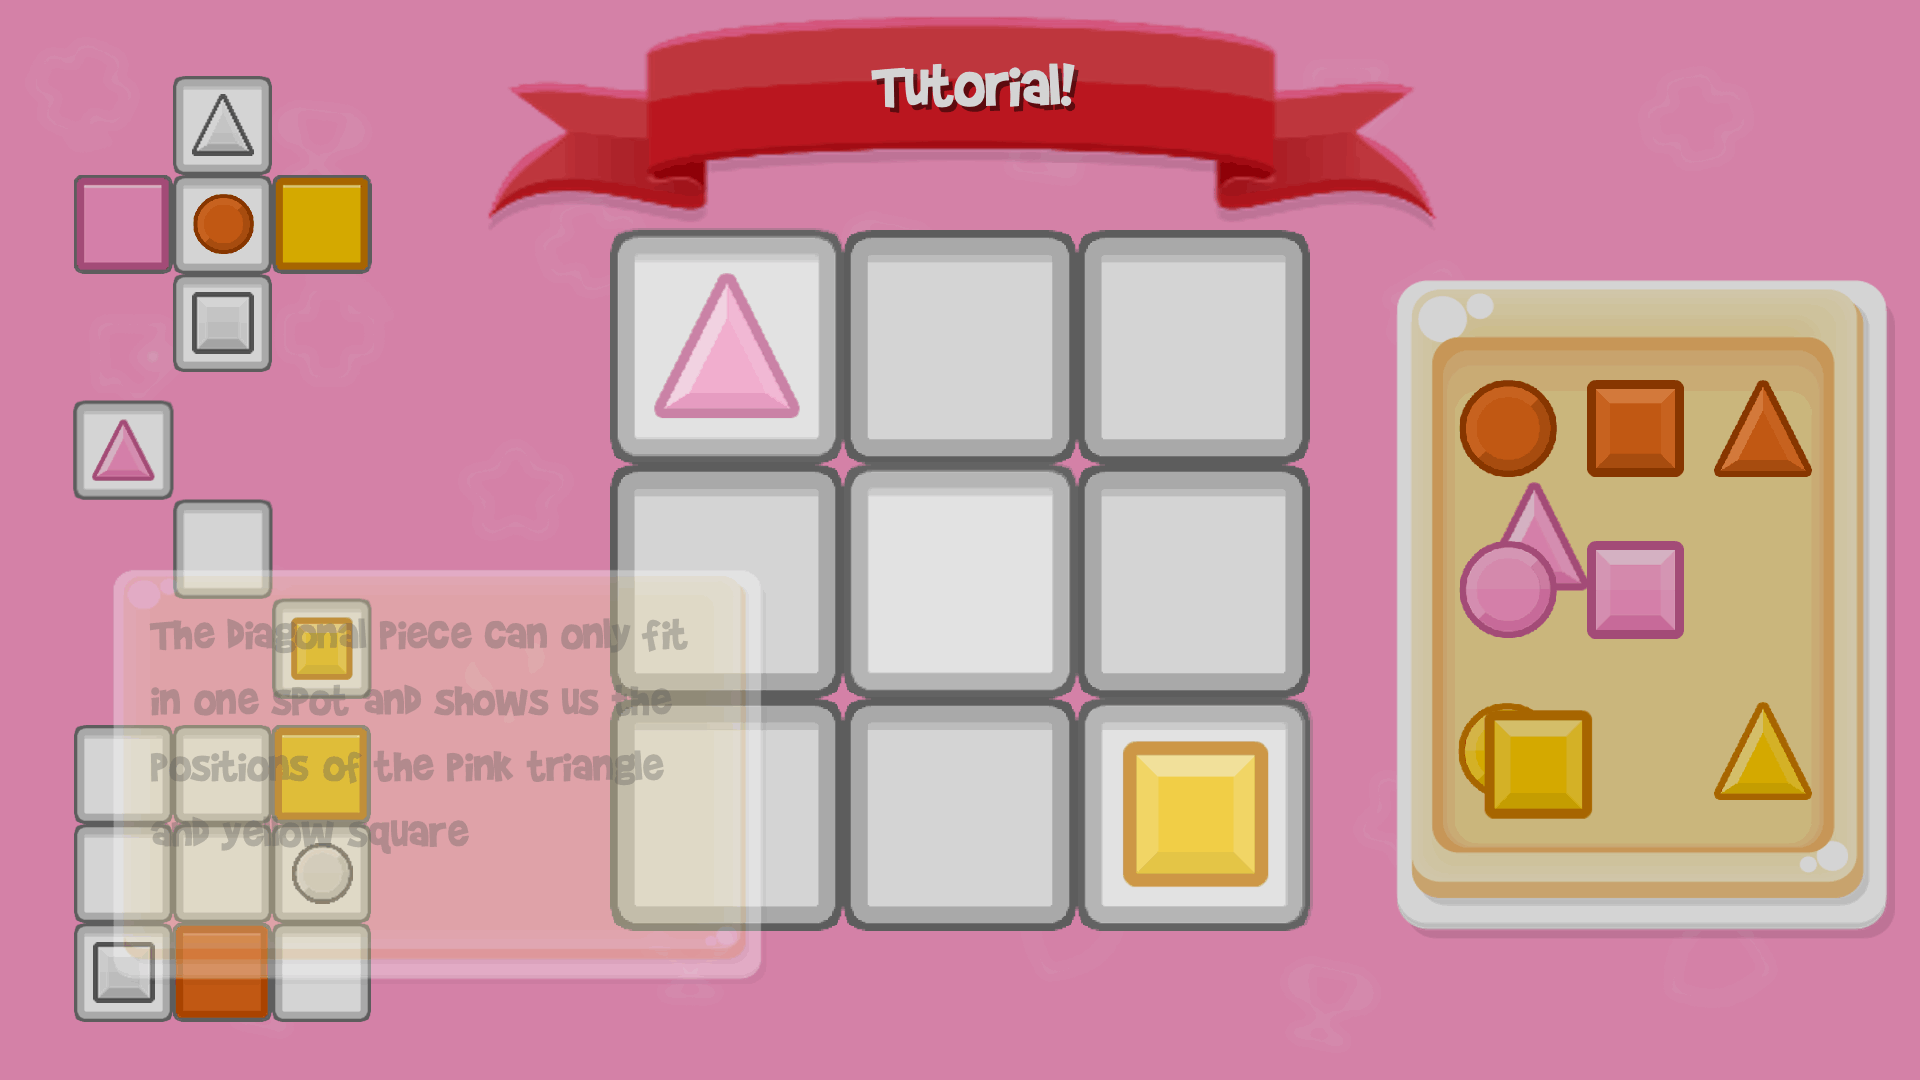 Tutorial!
The Diagonal Piece can only fit
in one spot and shows us the
Positions of the Pink triangle
and yellow square